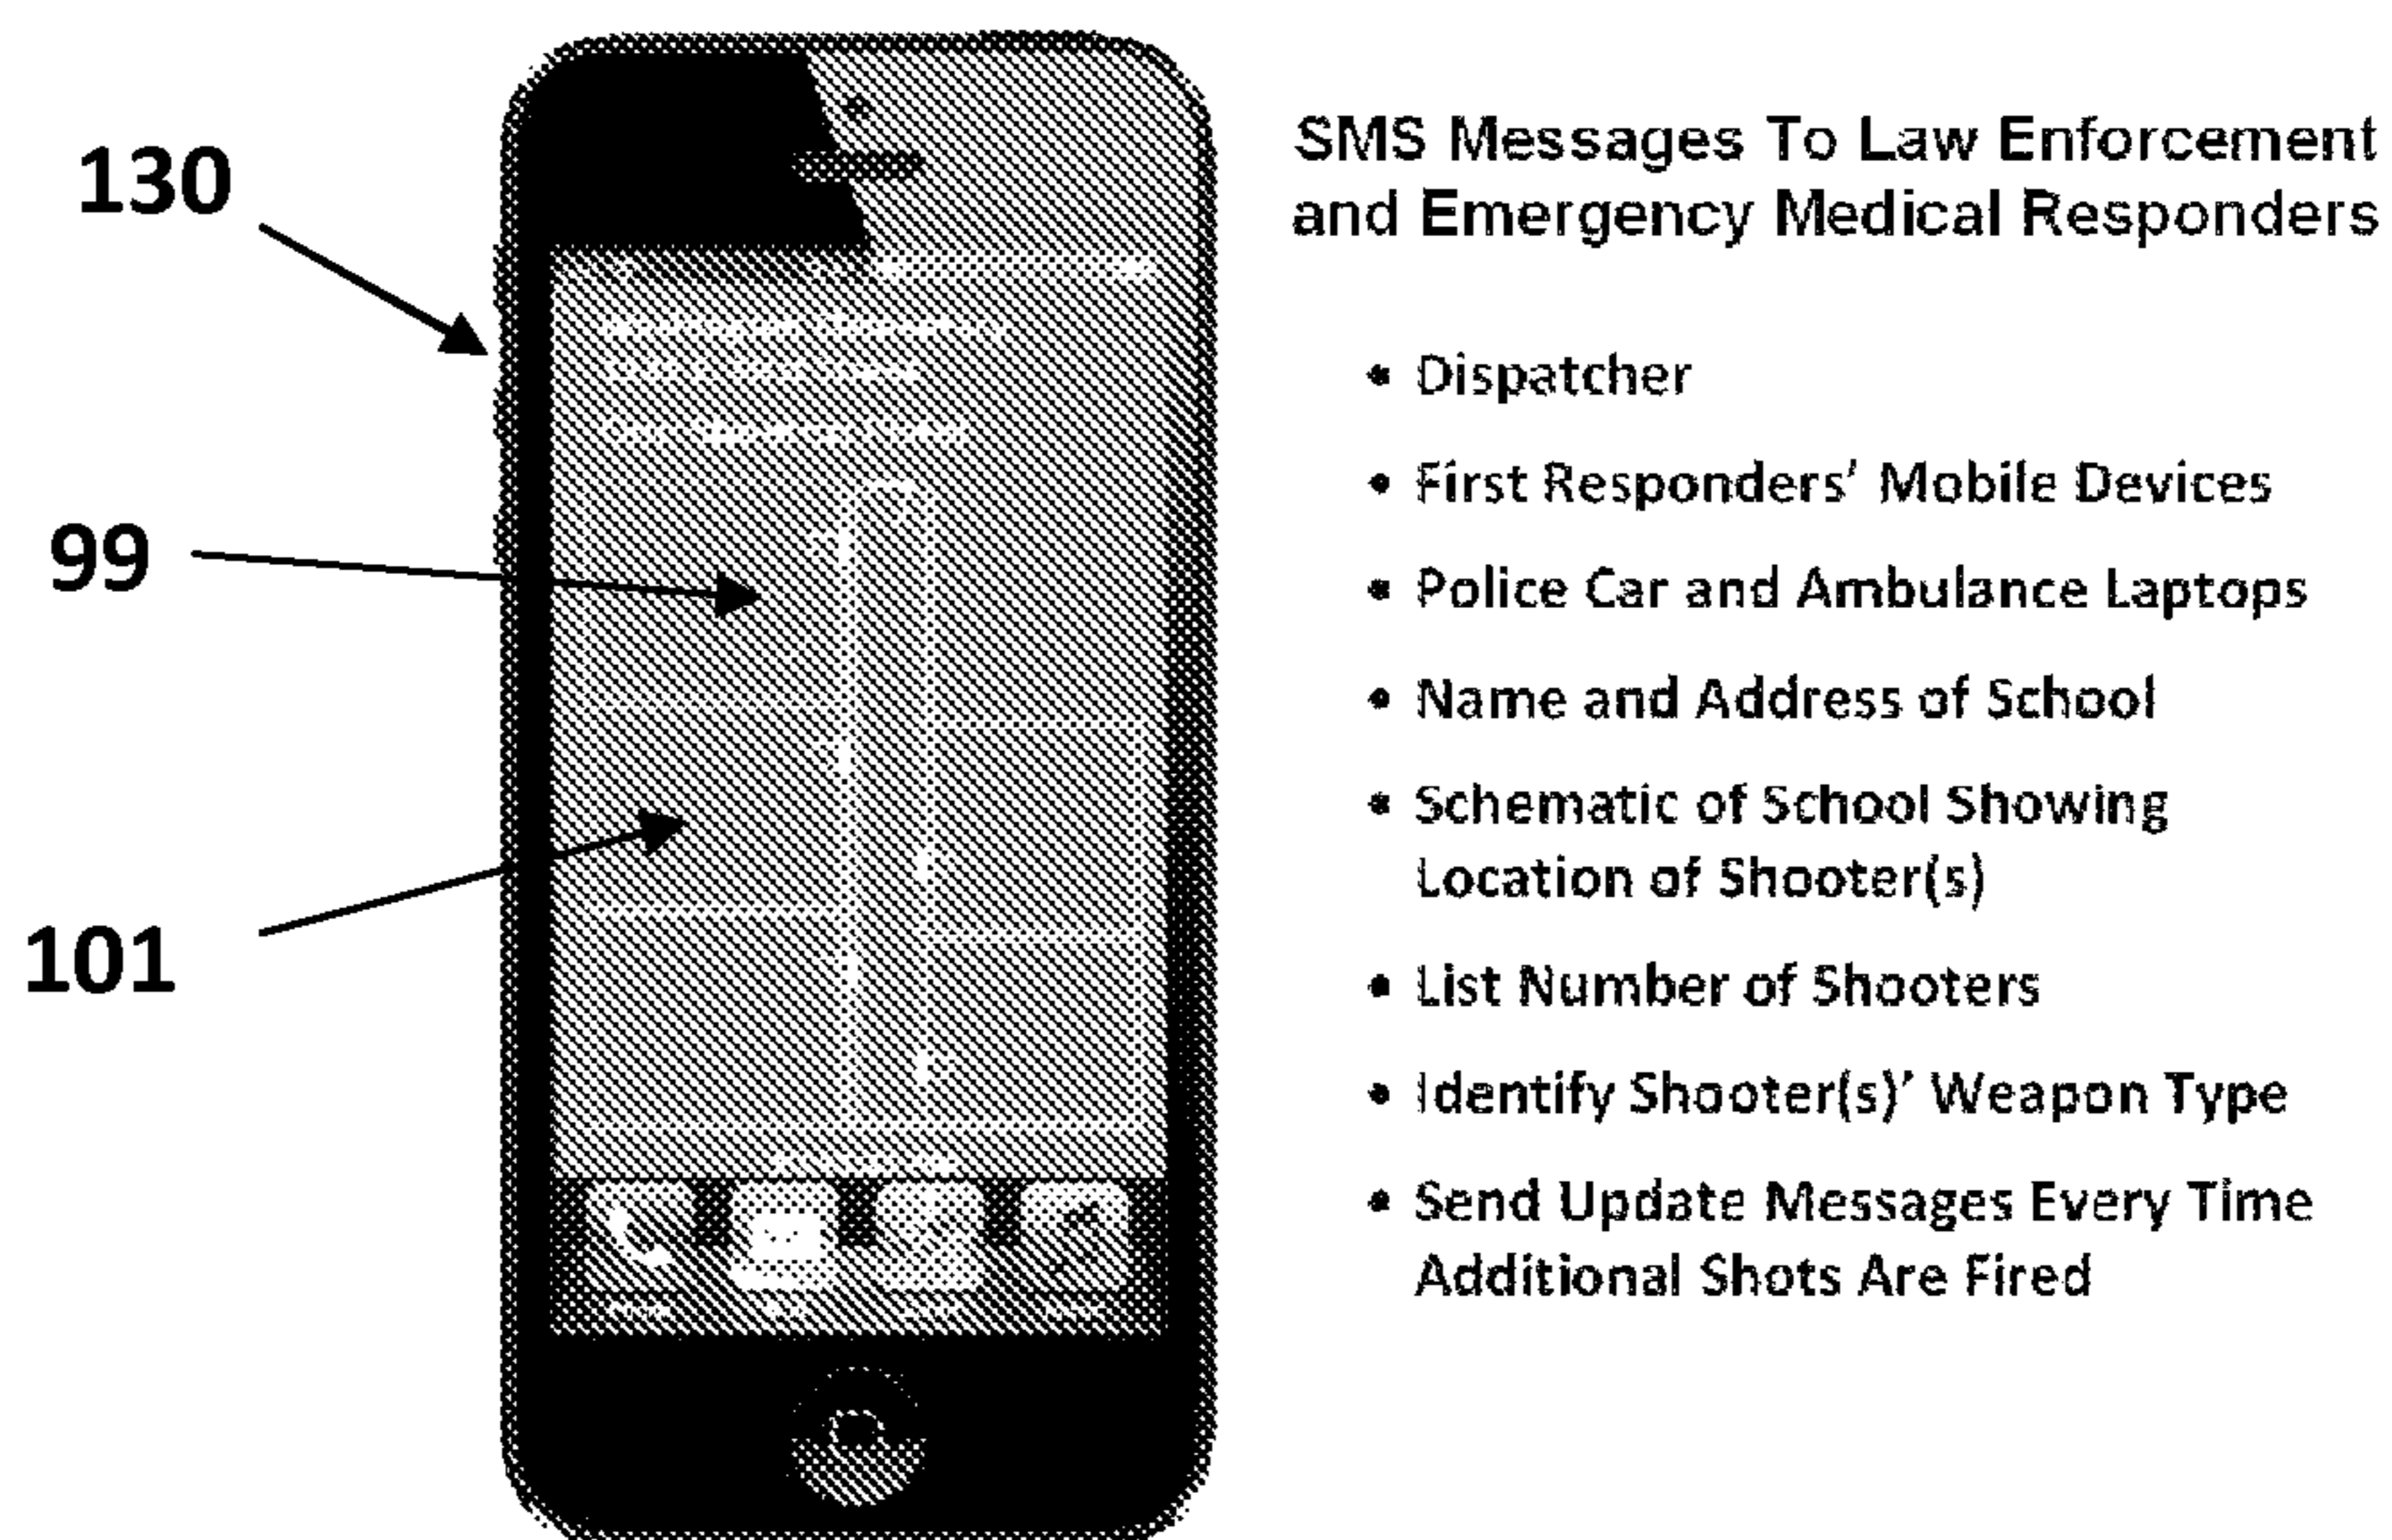 130
99
101
SMS Messages To Law Enforcement
and Emergency Medical Responders
• Dispatcher
• First Responders’ Mobile Devices
• Police Car and Ambulance Laptops
• Name and Address of School
• Schematic of School Showing
Location of Shooter(s)
• List Number of Shooters
• Identify Shooter(s)’ Weapon Type
• Send Update Messages Every Time
Additional Shots Are Fired